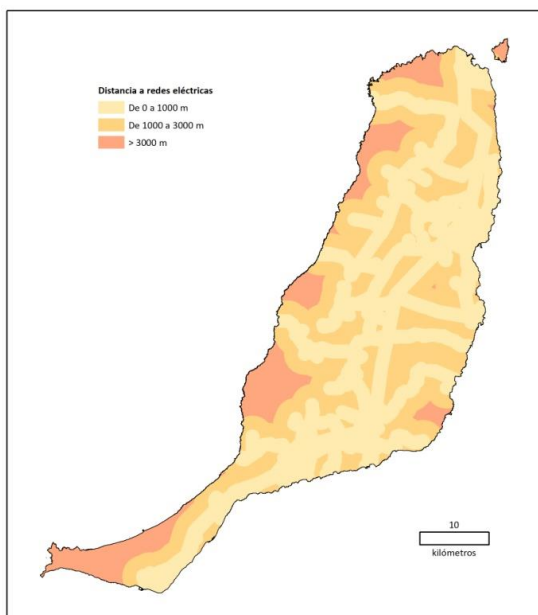 Distancia a redes eléctricas
De 0 a 1000 m
De 1000 a 3000 m
> 3000 m
10
kilómetros